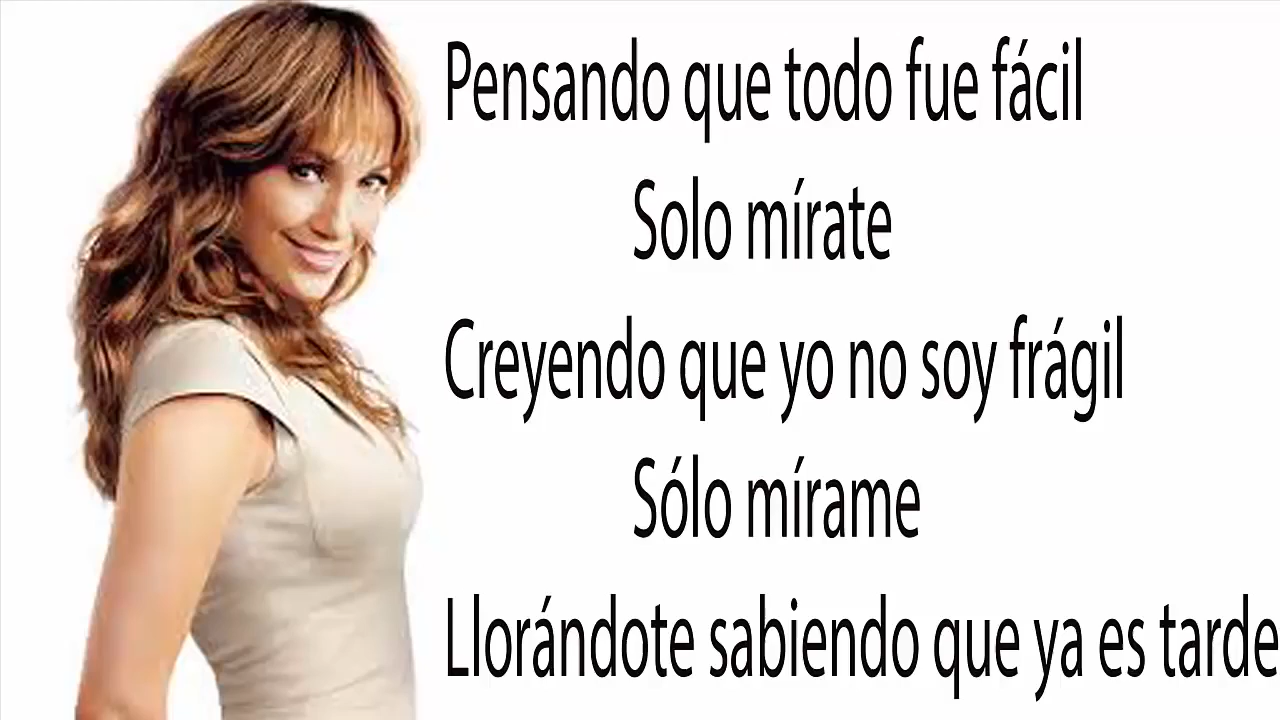 Pensando que todo fue fácil
Solo mírate
Creyendo que yo no soy frágil
Sólo mírame
Llorándote sabiendo que ya es tarde